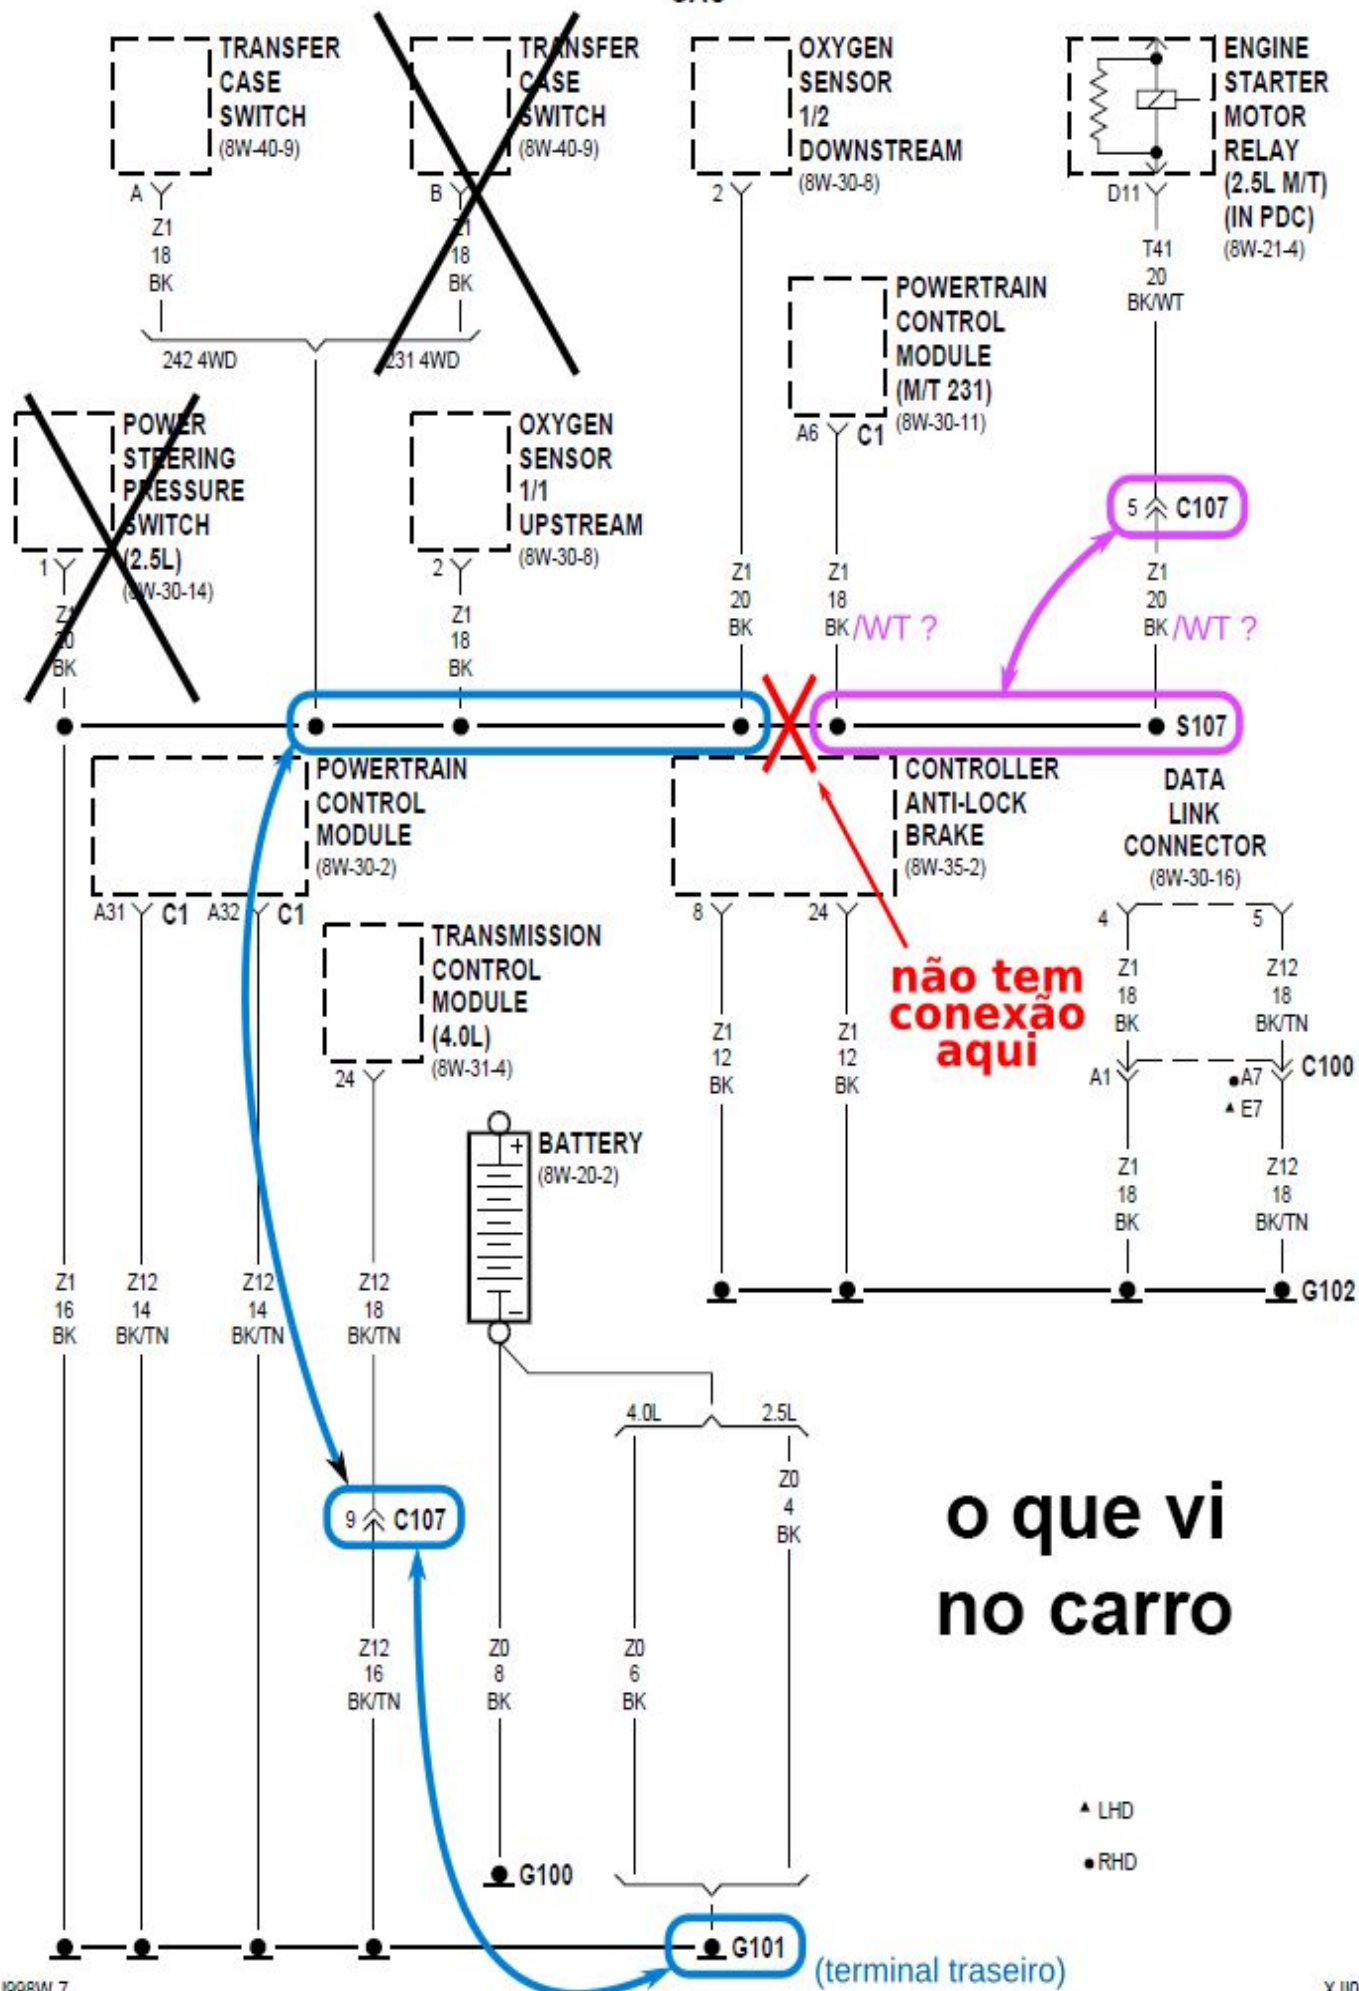 TRANSFER
CASE
SWITCH
(8W-40-9)
A
Z1
18
BK
TRANSFER
CASE
SWITCH
(8W-40-9)
B
Z1
18
BK
242 4WD
231 4WD
OXYGEN
SENSOR
1/2
DOWNSTREAM
(8W-30-8)
2
ENGINE
STARTER
MOTOR
RELAY
(2.5L M/T)
(IN PDC)
(8W-21-4)
D11
T41
20
BK/WT
POWERTRAIN
CONTROL
MODULE
(M/T 231)
(8W-30-11)
A6
C1
POWER
STEERING
PRESSURE
SWITCH
(2.5L)
(8W-30-14)
1
Z1
20
BK
OXYGEN
SENSOR
1/1
UPSTREAM
(8W-30-8)
2
Z1
18
BK
5
C107
Z1
20
BK
Z1
18
BK /WT ?
Z1
20
BK /WT ?
S107
POWERTRAIN
CONTROL
MODULE
(8W-30-2)
A31
C1
A32
C1
CONTROLLER
ANTI-LOCK
BRAKE
(8W-35-2)
8
24
DATA
LINK
CONNECTOR
(8W-30-16)
4
5
TRANSMISSION
CONTROL
MODULE
(4.0L)
(8W-31-4)
24
não tem
conexão
aqui
Z1
12
BK
Z1
12
BK
Z1
18
BK
Z12
18
BK/TN
A1
A7
E7
C100
Z1
18
BK
Z12
18
BK/TN
G102
+
BATTERY
(8W-20-2)
−
Z1
16
BK
Z12
14
BK/TN
Z12
14
BK/TN
Z12
18
BK/TN
4.0L
2.5L
Z0
4
BK
9
C107
o que vi
no carro
Z12
16
BK/TN
Z0
8
BK
Z0
6
BK
LHD
RHD
G100
G101
(terminal traseiro)